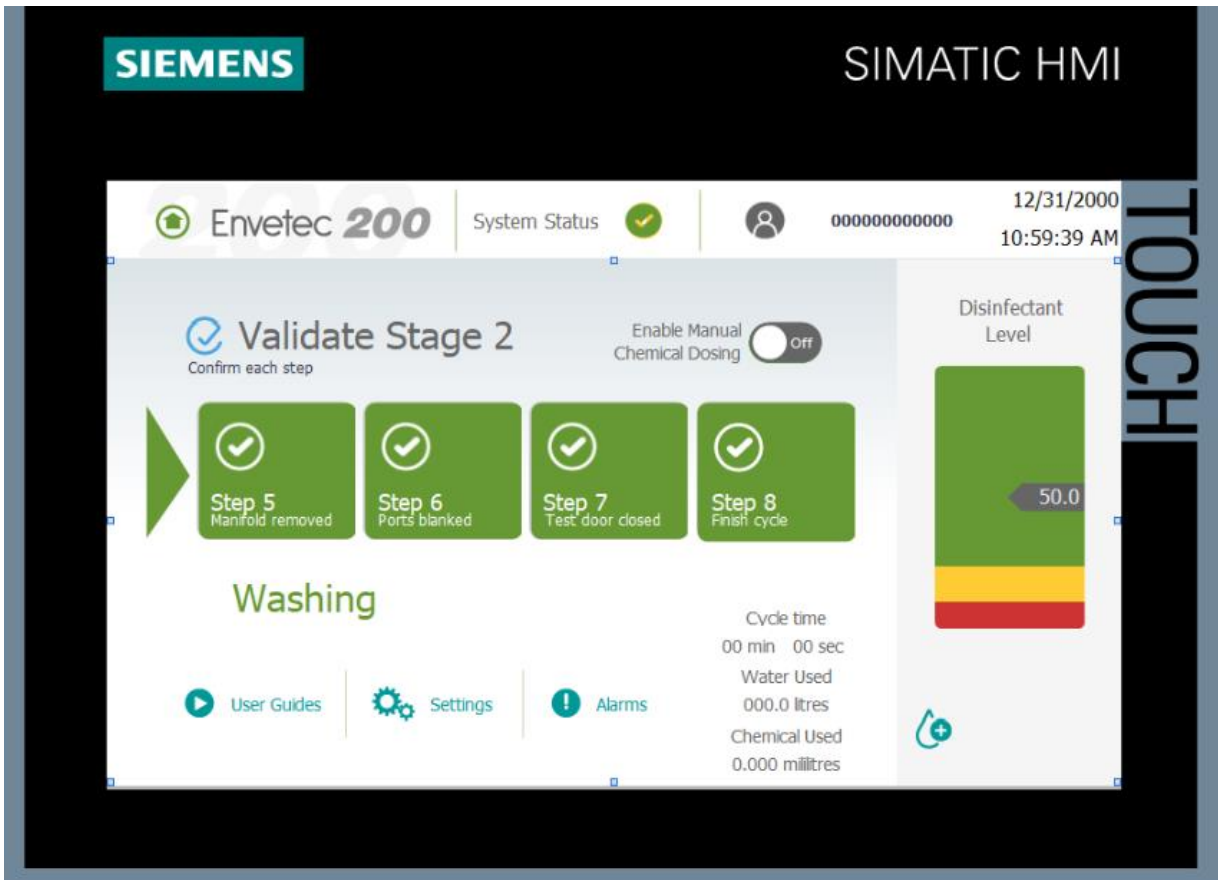 SIEMENS
SIMATIC HMI
TOUCH
200
Envetec 200
System Status
000000000000
12/31/2000
10:59:39 AM
Validate Stage 2
Confirm each step
Enable Manual
Chemical Dosing
Off
Disinfectant
Level
Step 5
Manifold removed
Step 6
Ports blanked
Step 7
Test door closed
Step 8
Finish cycle
50.0
Washing
Cycle time
00 min 00 sec
Water Used
000.0 litres
Chemical Used
0.000 mililitres
User Guides
Settings
Alarms